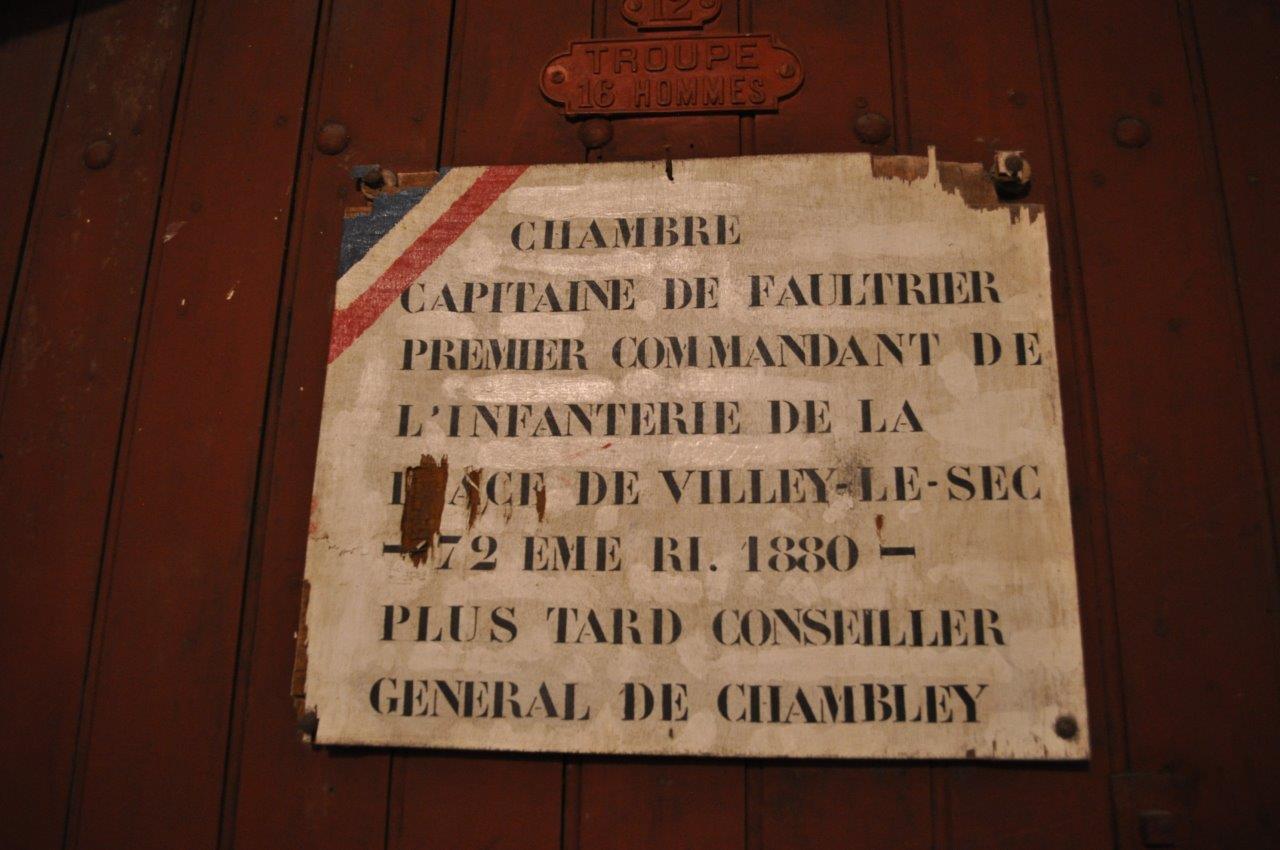 12
TROUPE
16 HOMMES
CHAMBRE
CAPITAINE DE FAULTRIER
PREMIER COMMANDANT DE
L'INFANTERIE DE LA
PLACE DE VILLEY-LE-SEC
- 72 EME RI. 1880 -
PLUS TARD CONSEILLER
GENERAL DE CHAMBLEY